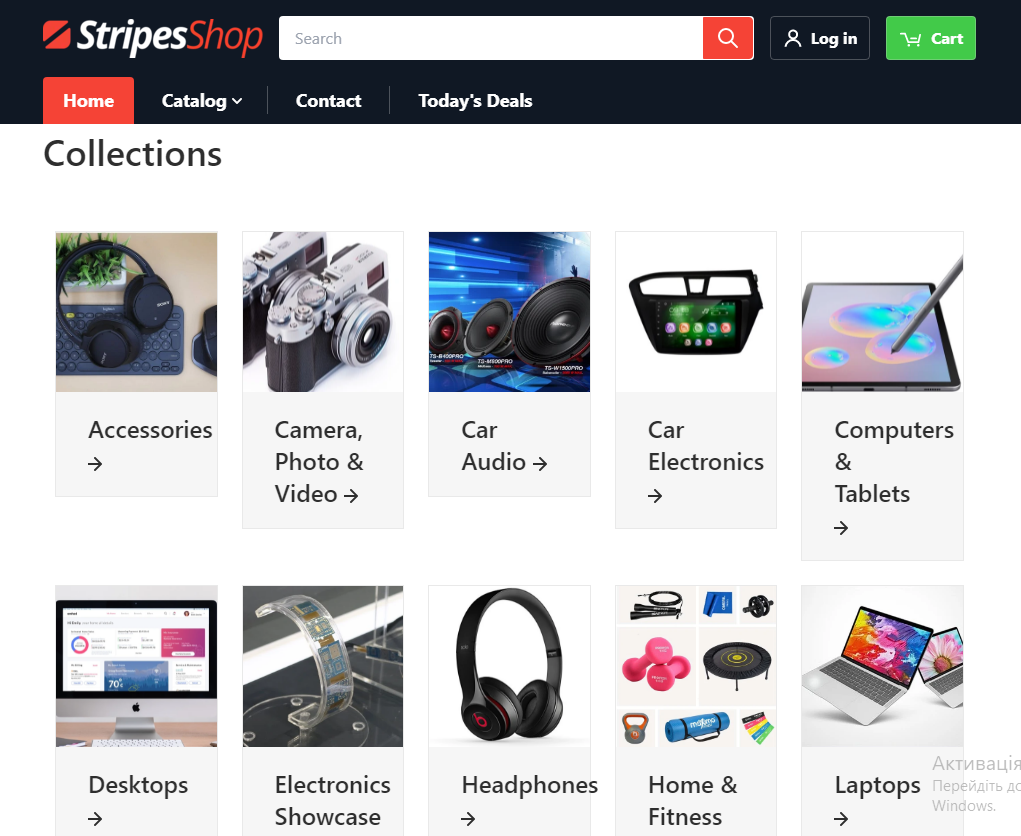 StripesShop
Search
Log in
Cart
Home
Catalog
Contact
Today's Deals
Collections
SONY
TS-B400PRO
TS-M800PRO
TS-W1500PRO
Accessories
→
Camera,
Photo &
Video →
Car
Audio →
Car
Electronics
→
Computers
&
Tablets
→
70°
Desktops
→
Electronics
Showcase
Headphones
→
Home &
Fitness
Laptops
→
Активація
Перейдіть до
Windows.